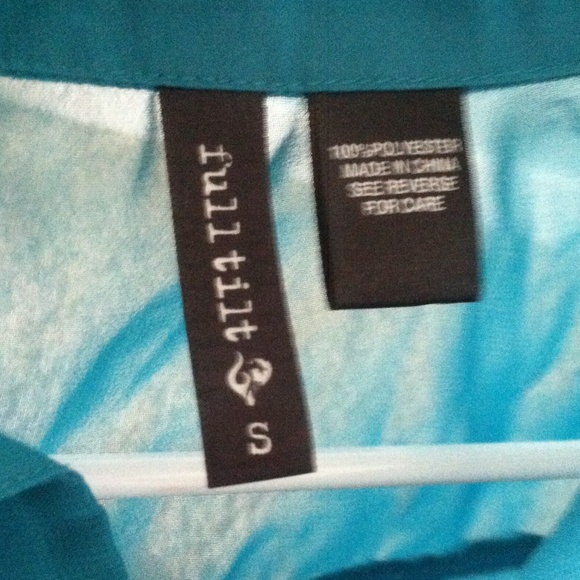 full tilt S
100% POLYESTER
MADE IN CHINA
SEE REVERSE
FOR CARE